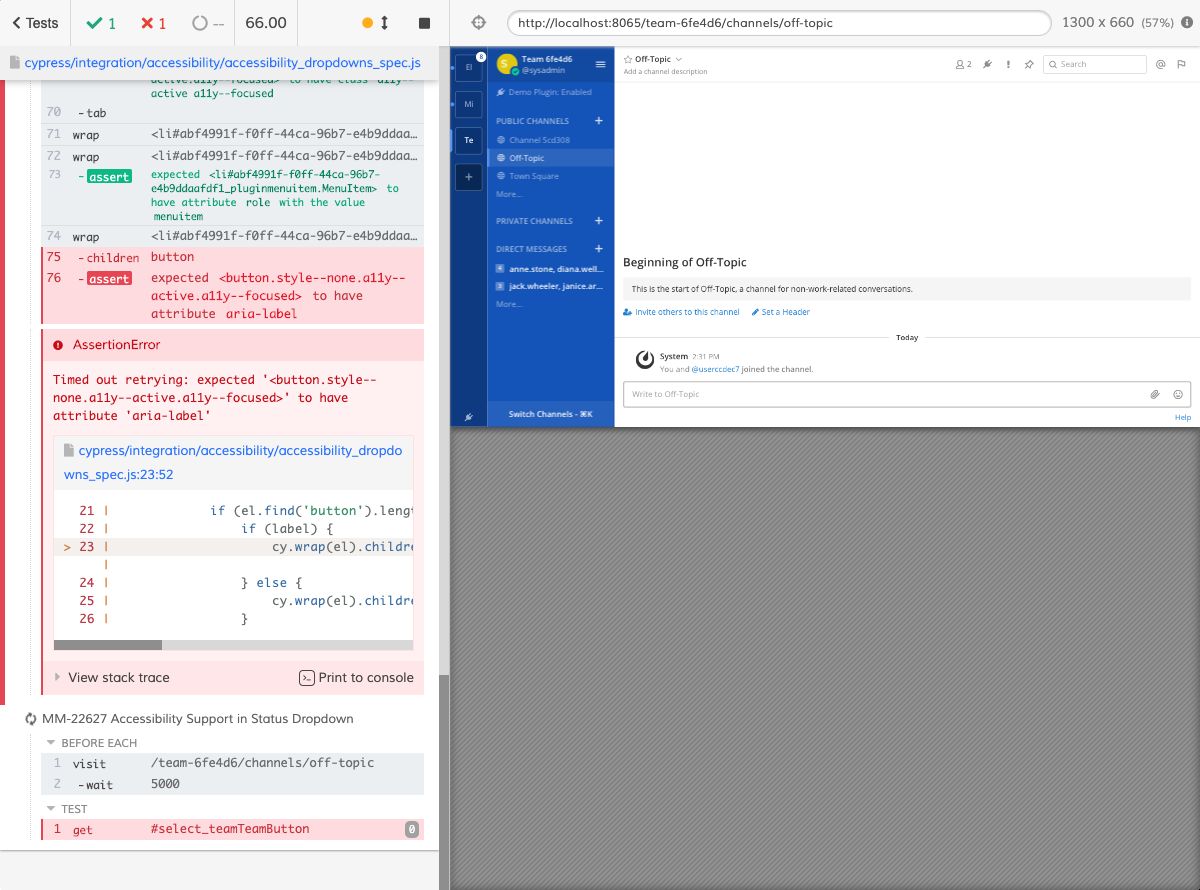 Tests
1
1
--
66.00
http://localhost:8065/team-6fe4d6/channels/off-topic
1300 x 660 (57%)
cypress/integration/accessibility/accessibility_dropdowns_spec.js
active.a11y--focused> to have class a11y--
active a11y--focused
70 -tab
71 wrap <li#abf4991f-f0ff-44ca-96b7-e4b9ddaa…
72 wrap <li#abf4991f-f0ff-44ca-96b7-e4b9ddaa…
73 -assert expected <li#abf4991f-f0ff-44ca-96b7-
e4b9ddaafdf1_pluginmenuitem.MenuItem> to
have attribute role with the value
menuitem
74 wrap <li#abf4991f-f0ff-44ca-96b7-e4b9ddaa…
75 -children button
76 -assert expected <button.style--none.a11y--
active.a11y--focused> to have
attribute aria-label
AssertionError
Timed out retrying: expected '<button.style--
none.a11y--active.a11y--focused>' to have
attribute 'aria-label'
cypress/integration/accessibility/accessibility_dropdo
wns_spec.js:23:52
21 | if (el.find('button').lengt
22 | if (label) {
> 23 | cy.wrap(el).childre
|
24 | } else {
25 | cy.wrap(el).childre
26 | }
View stack trace
Print to console
MM-22627 Accessibility Support in Status Dropdown
BEFORE EACH
1 visit /team-6fe4d6/channels/off-topic
2 -wait 5000
TEST
1 get #select_teamTeamButton 0
El
8
Mi
Te
+
S
Team 6fe4d6
@sysadmin
Demo Plugin: Enabled
PUBLIC CHANNELS +
Channel 5cd308
Off-Topic
Town Square
More...
PRIVATE CHANNELS +
DIRECT MESSAGES +
4 anne.stone, diana.well...
3 jack.wheeler, janice.ar...
More...
Switch Channels - ⌘K
Off-Topic
Add a channel description
2
Search
@
Beginning of Off-Topic
This is the start of Off-Topic, a channel for non-work-related conversations.
Invite others to this channel
Set a Header
Today
System 2:31 PM
You and @userccdec7 joined the channel.
Write to Off-Topic
Help